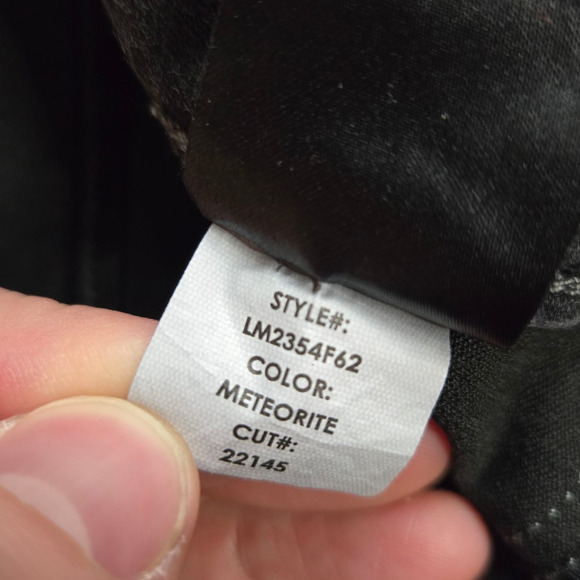 STYLE#:
LM2354F62
COLOR:
METEORITE
CUT#:
22145